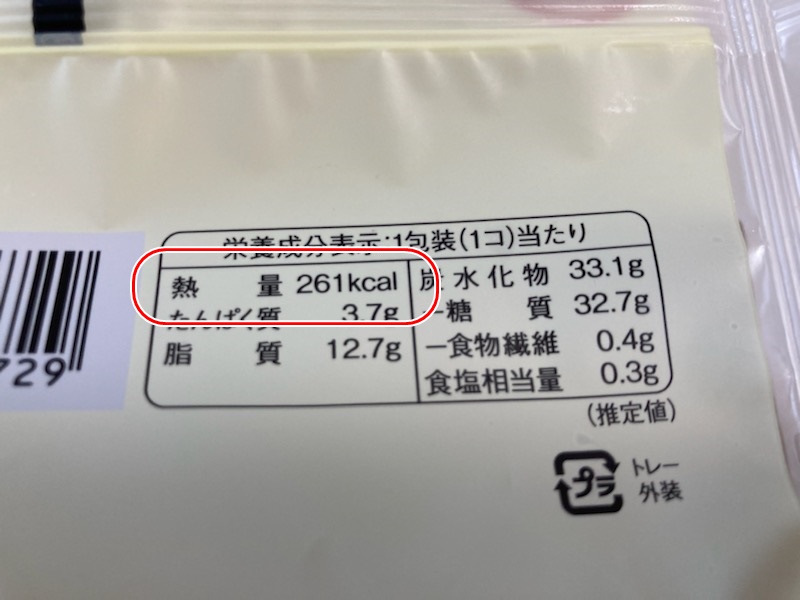 栄養成分表示:1包装(1コ)当たり
熱量 261kcal
たんぱく質 3.7g
脂質 12.7g
炭水化物 33.1g
―糖質 32.7g
―食物繊維 0.4g
食塩相当量 0.3g
(推定値)
729
プラ
トレー
外装